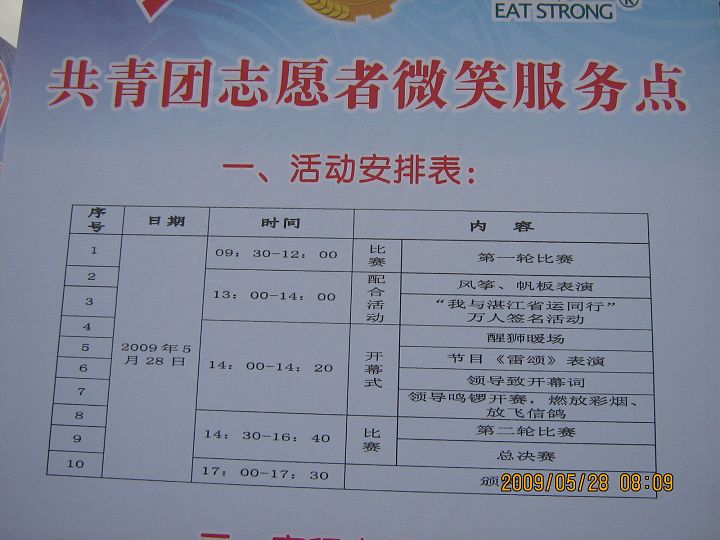 EAT STRONG®
共青团志愿者微笑服务点
一、活动安排表:
序号 日期 时间 内 容
1 2009年5月28日 09:30-12:00 比赛 第一轮比赛
2 13:00-14:00 配合活动 风筝、帆板表演
3 “我与湛江省运同行”万人签名活动
4 14:00-14:20 开幕式 醒狮暖场
5 节目《雷颂》表演
6 领导致开幕词
7 领导鸣锣开赛,燃放彩烟、放飞信鸽
8 14:30-16:40 比赛 第二轮比赛
9 总决赛
10 17:00-17:30 颁
2009/05/28 08:09
二、